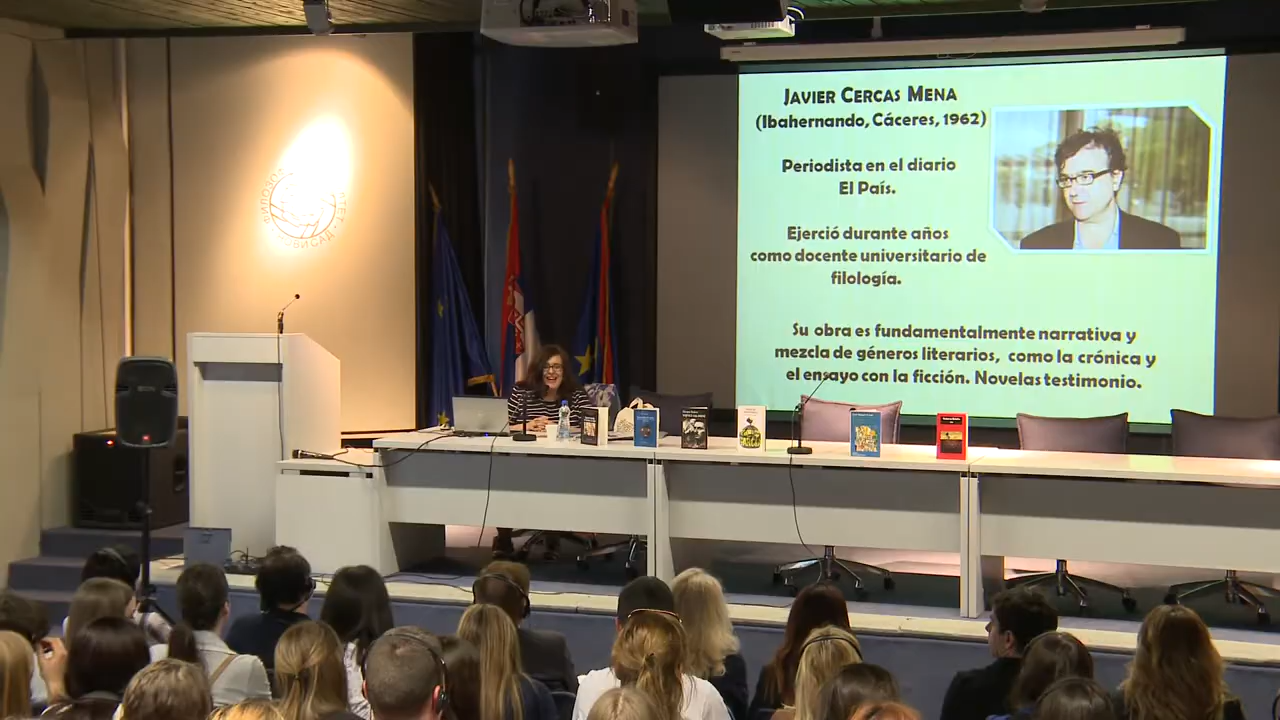 JAVIER CERCAS MENA
(Ibahernando, Cáceres, 1962)
Periodista en el diario
El País.
Ejerció durante años
como docente universitario de
filología.
Su obra es fundamentalmente narrativa y
mezcla de géneros literarios, como la crónica y
el ensayo con la ficción. Novelas testimonio.